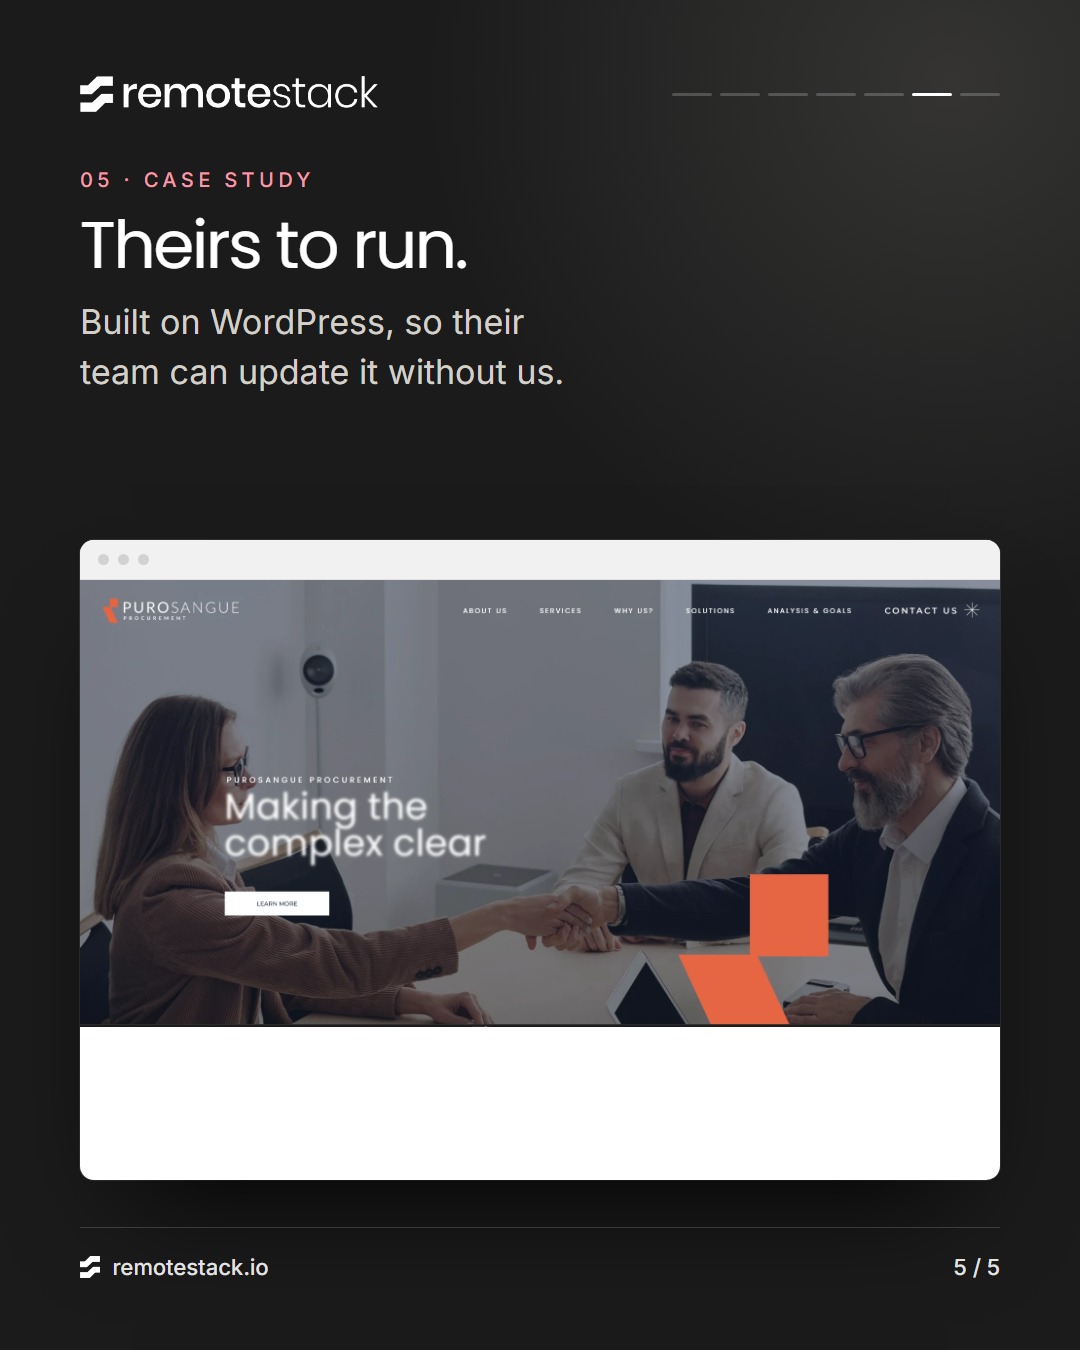 remotestack
05 · CASE STUDY
Theirs to run.
Built on WordPress, so their
team can update it without us.
PUROSANGUE
PROCUREMENT
ABOUT US
SERVICES
WHY US?
SOLUTIONS
ANALYSIS & GOALS
CONTACT US
PUROSANGUE PROCUREMENT
Making the
complex clear
LEARN MORE
remotestack.io
5 / 5